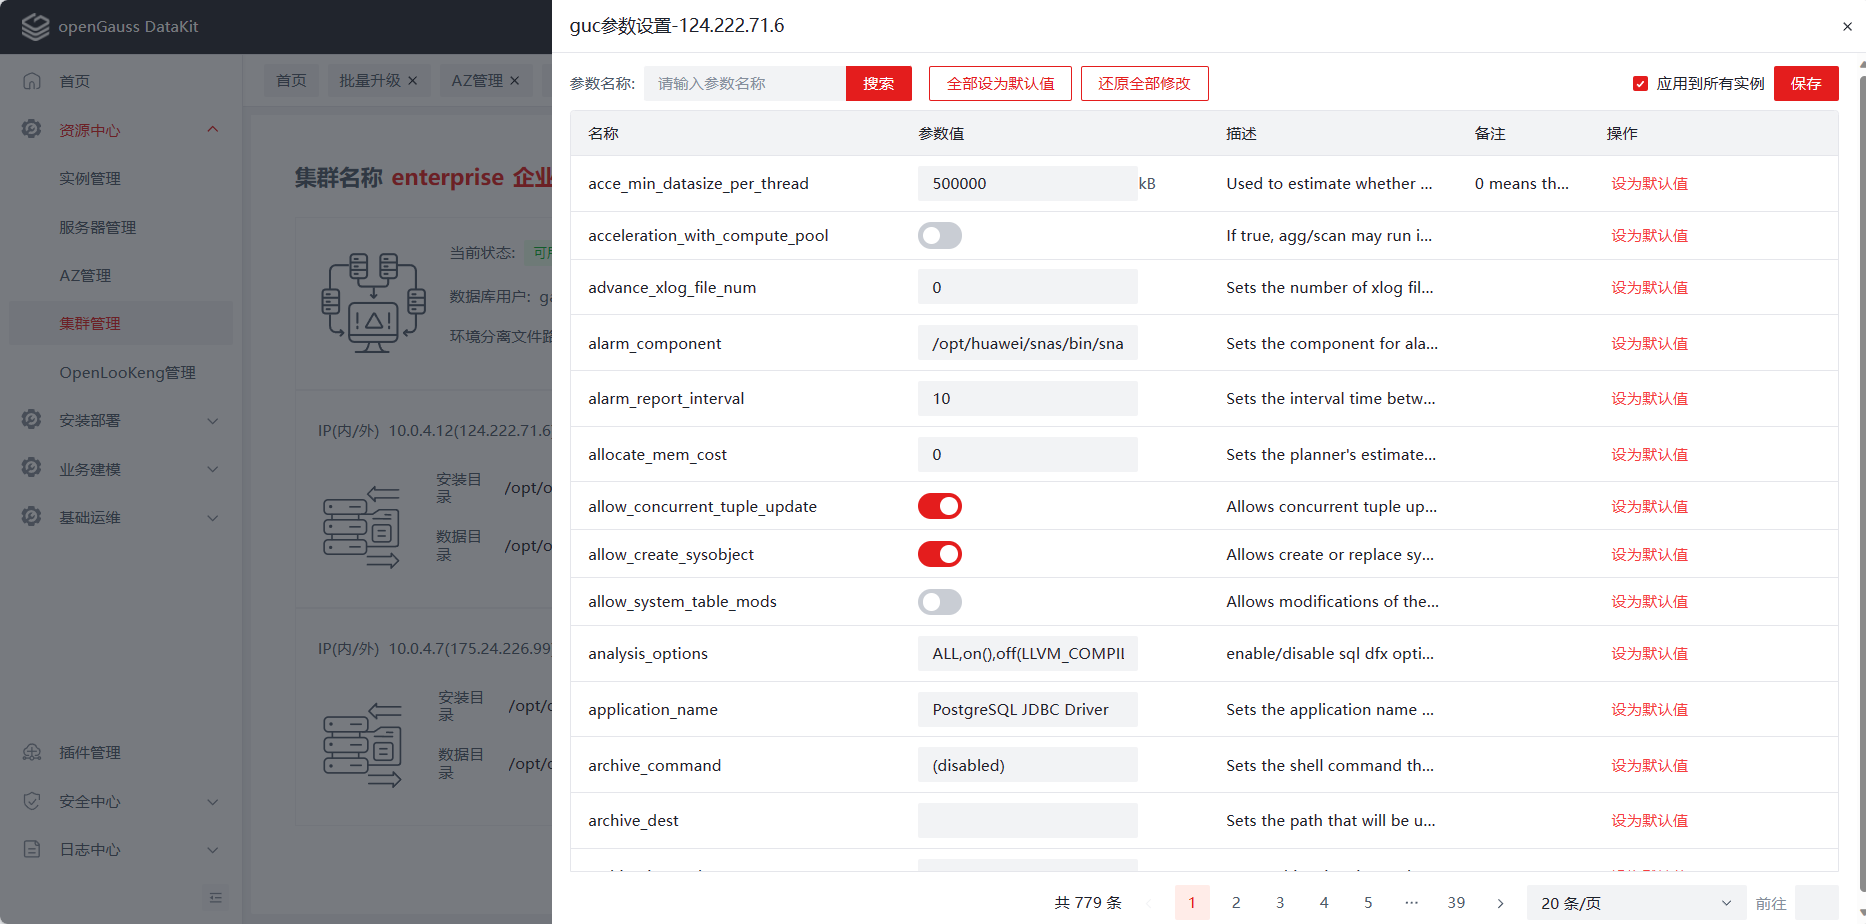 openGauss DataKit
首页
资源中心
实例管理
服务器管理
AZ管理
集群管理
OpenLooKeng管理
安装部署
业务建模
基础运维
插件管理
安全中心
日志中心
首页 批量升级 × AZ管理 ×
集群名称 enterprise 企业
当前状态:
数据库用户: ga
环境分离文件路
IP(内/外) 10.0.4.12(124.222.71.6
安装目录 /opt/o
数据目录 /opt/o
IP(内/外) 10.0.4.7(175.24.226.99
安装目录 /opt/o
数据目录 /opt/o
guc参数设置-124.222.71.6 ×
参数名称: 请输入参数名称 搜索 全部设为默认值 还原全部修改 应用到所有实例 保存
名称 参数值 描述 备注 操作
acce_min_datasize_per_thread 500000 kB Used to estimate whether ... 0 means th... 设为默认值
acceleration_with_compute_pool If true, agg/scan may run i... 设为默认值
advance_xlog_file_num 0 Sets the number of xlog fil... 设为默认值
alarm_component /opt/huawei/snas/bin/sna Sets the component for ala... 设为默认值
alarm_report_interval 10 Sets the interval time betw... 设为默认值
allocate_mem_cost 0 Sets the planner's estimate... 设为默认值
allow_concurrent_tuple_update Allows concurrent tuple up... 设为默认值
allow_create_sysobject Allows create or replace sy... 设为默认值
allow_system_table_mods Allows modifications of the... 设为默认值
analysis_options ALL,on(),off(LLVM_COMPII enable/disable sql dfx opti... 设为默认值
application_name PostgreSQL JDBC Driver Sets the application name ... 设为默认值
archive_command (disabled) Sets the shell command th... 设为默认值
archive_dest Sets the path that will be u... 设为默认值
共 779 条 1 2 3 4 5 ··· 39 20 条/页 前往